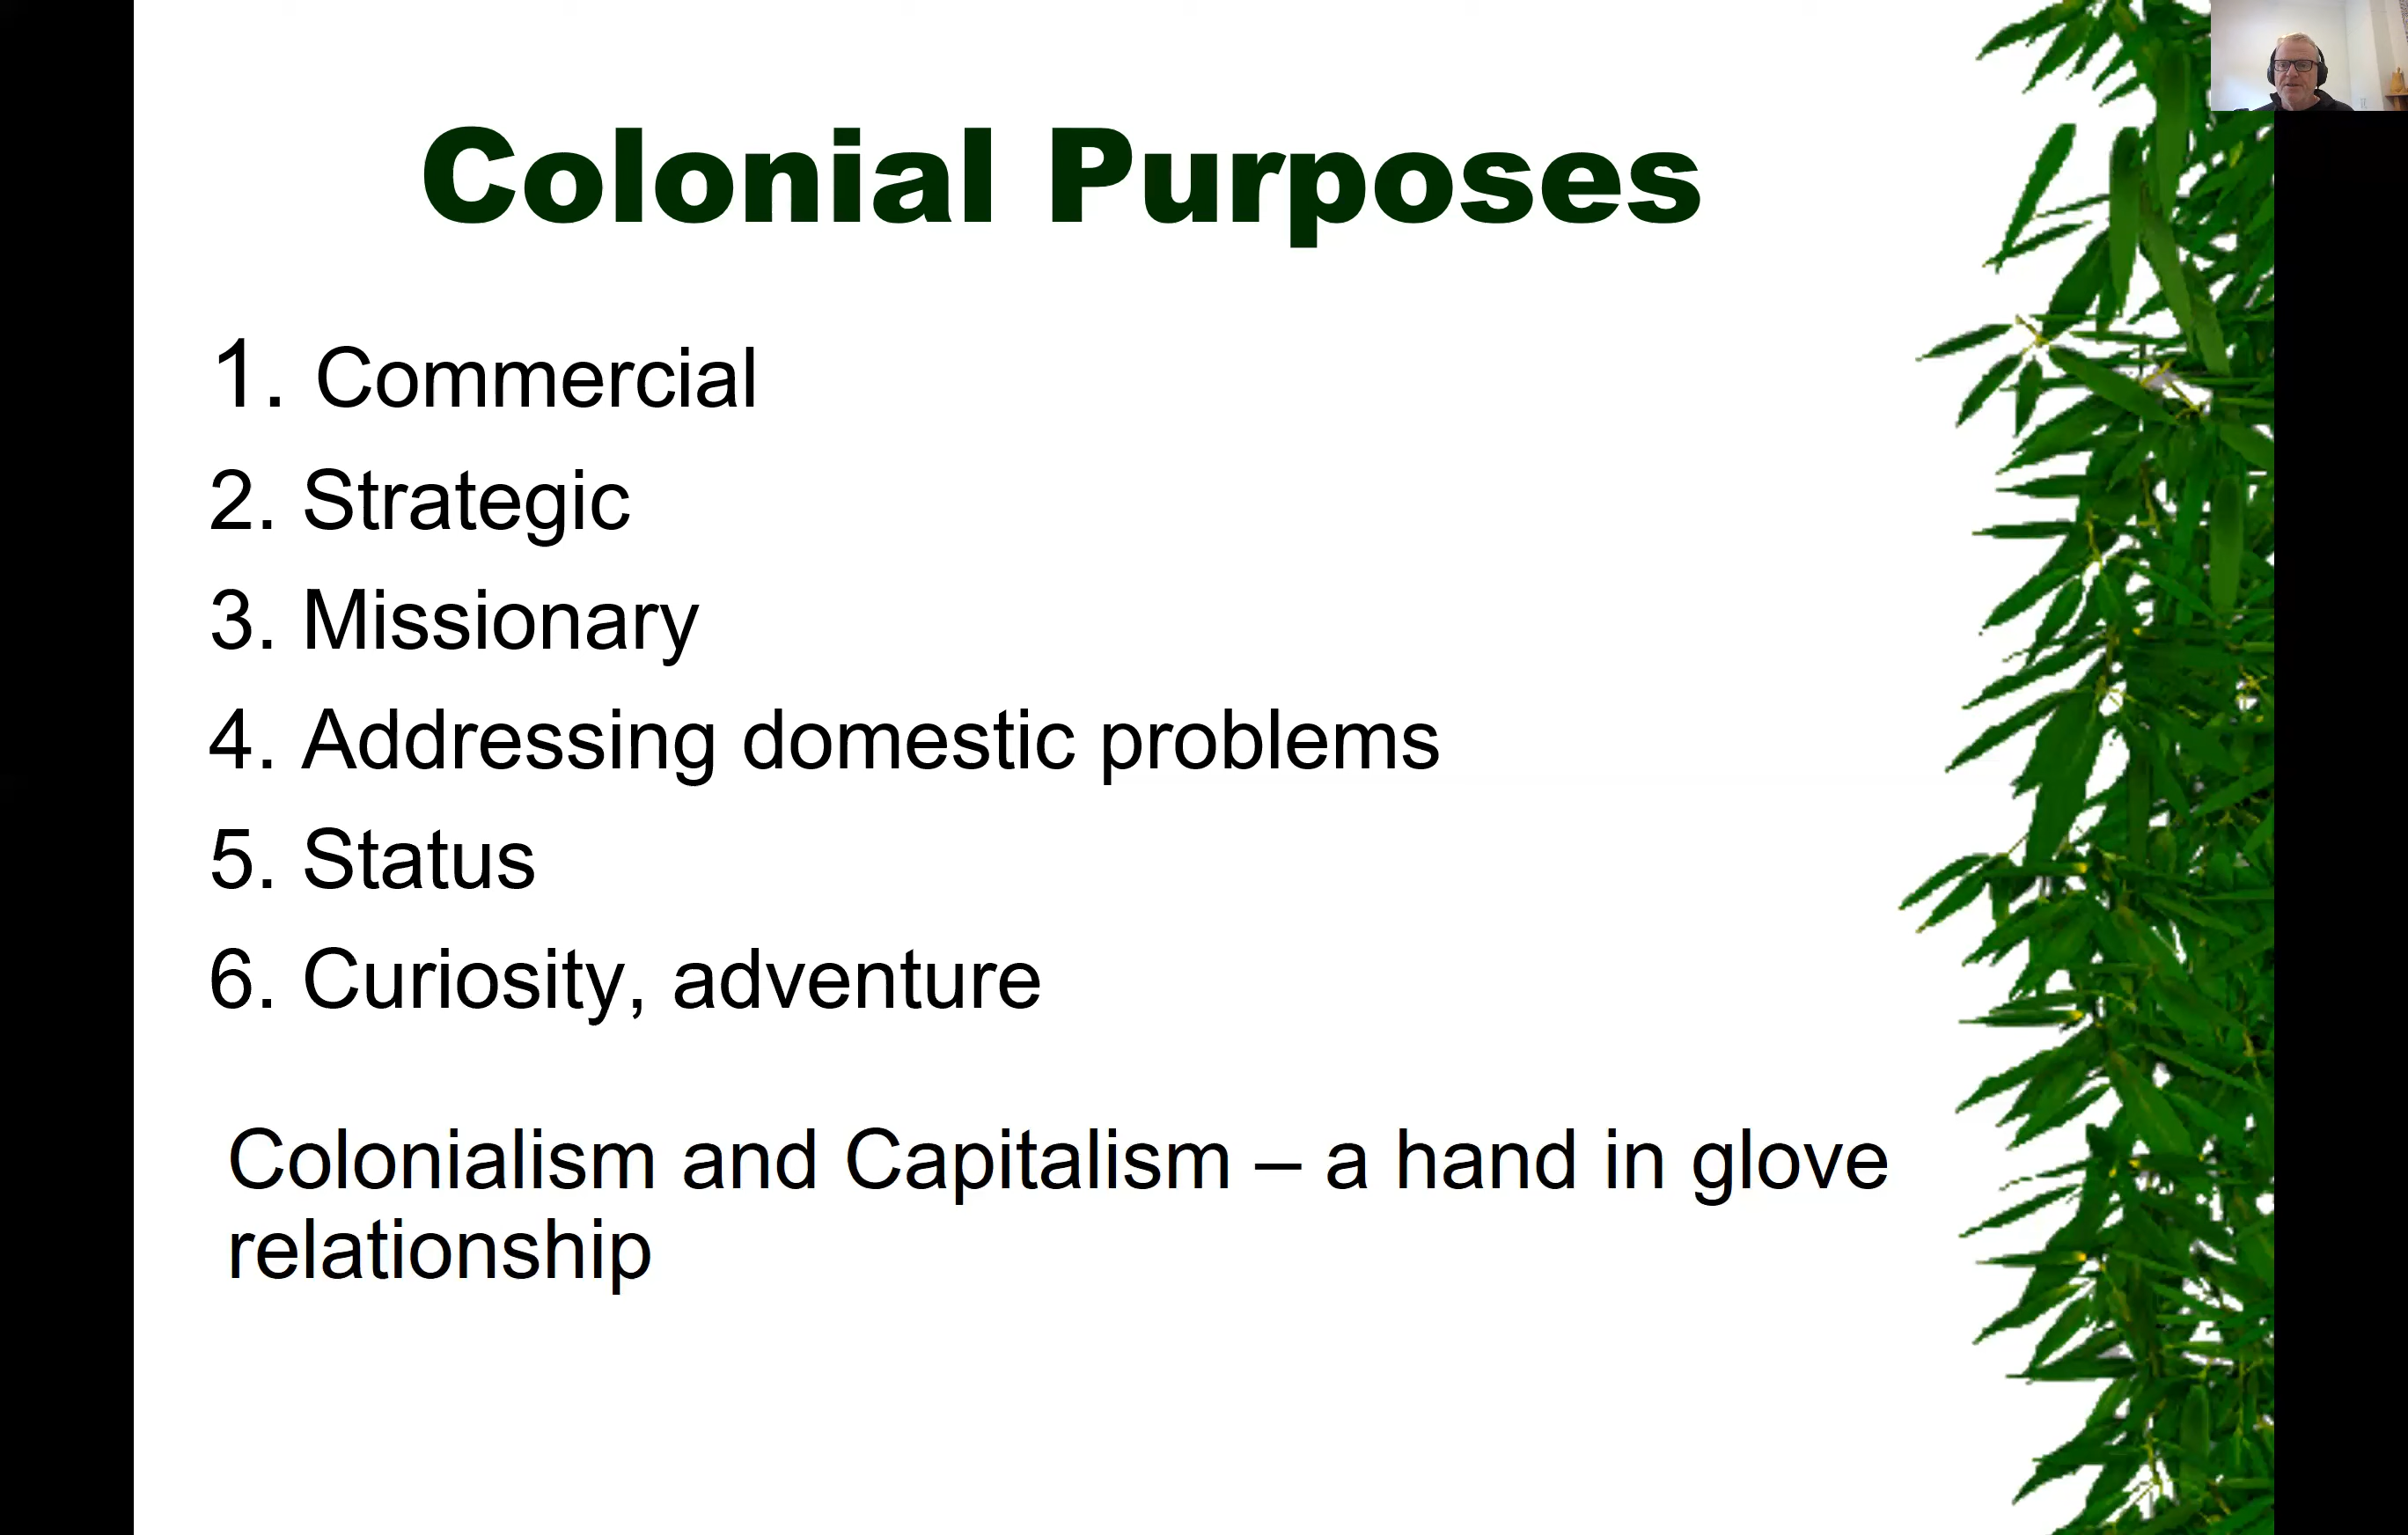 Colonial Purposes
1. Commercial
2. Strategic
3. Missionary
4. Addressing domestic problems
5. Status
6. Curiosity, adventure
Colonialism and Capitalism – a hand in glove
relationship